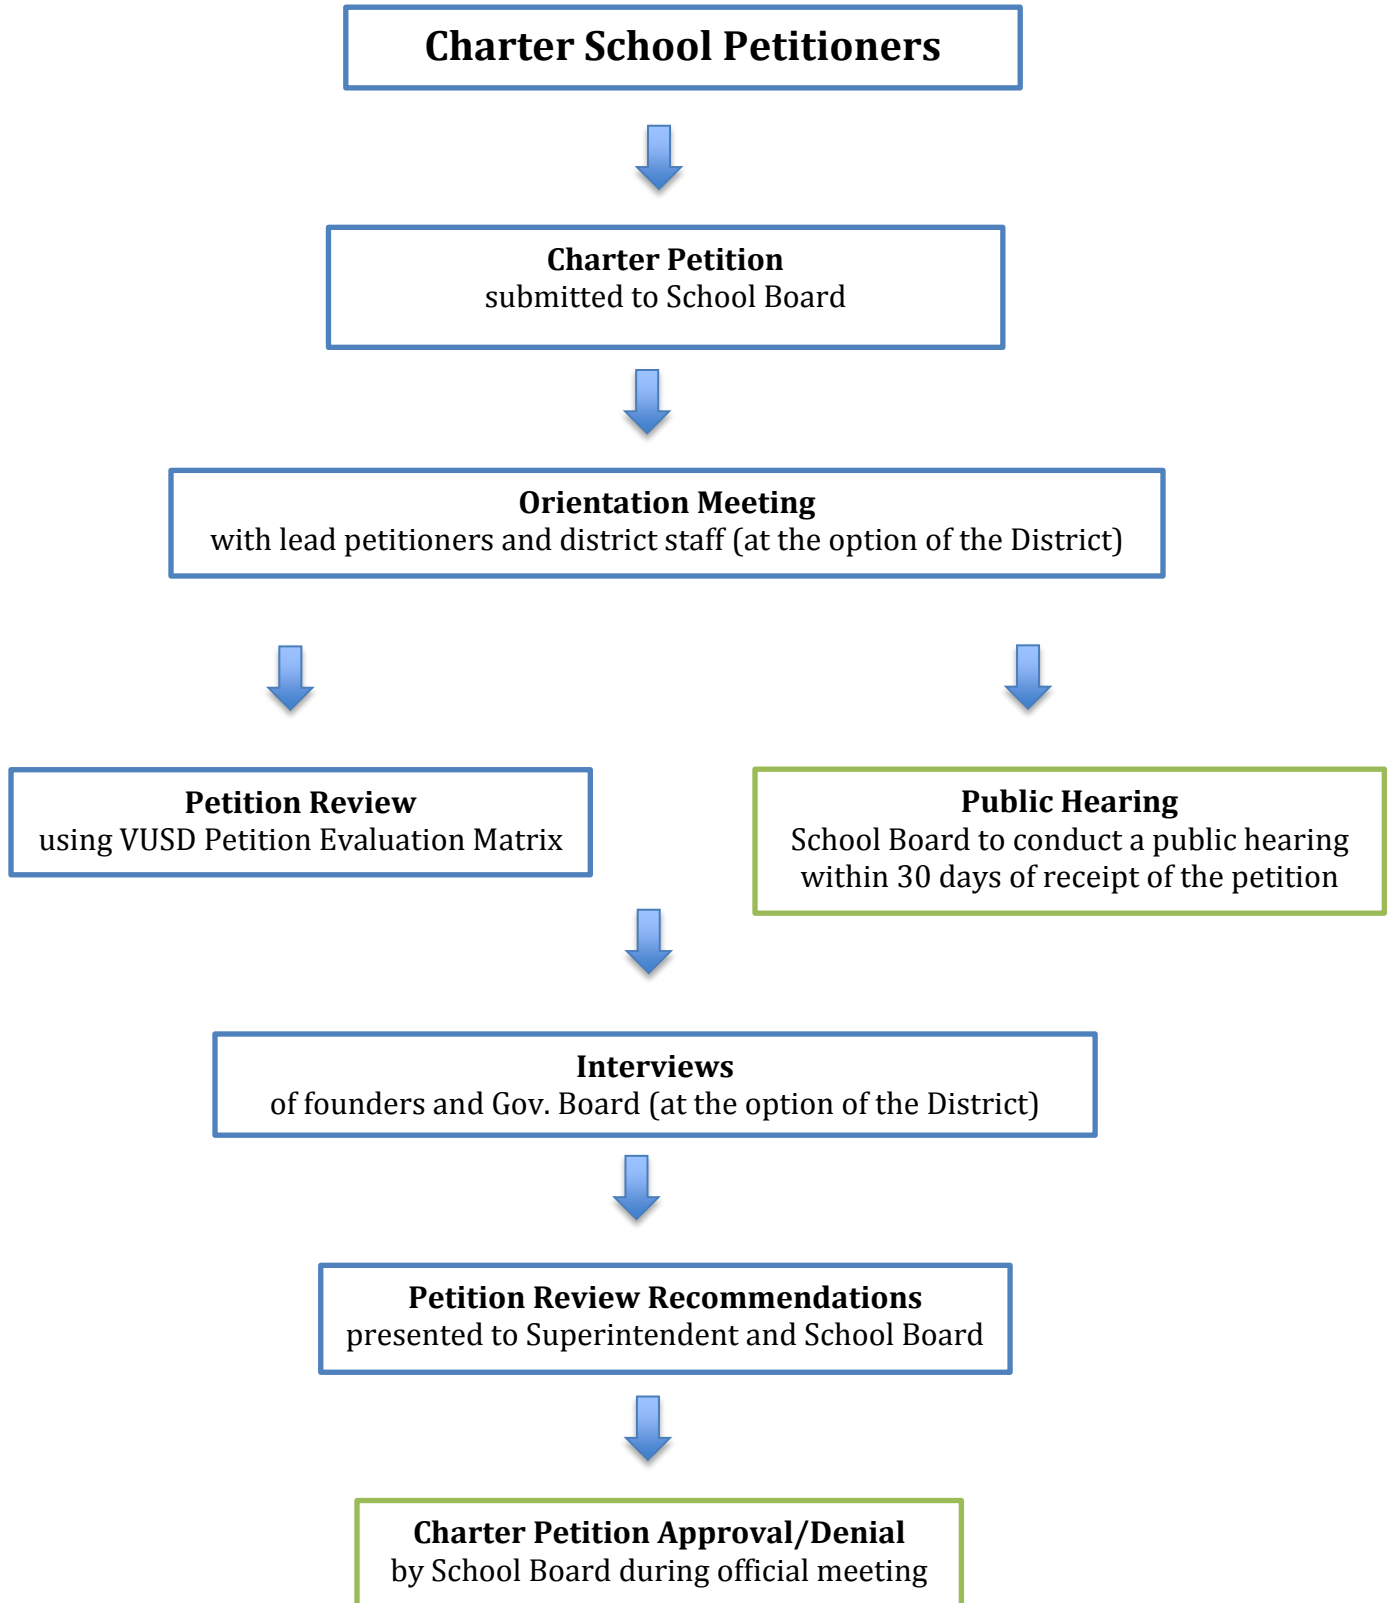 Charter School Petitioners
Charter Petition
submitted to School Board
Orientation Meeting
with lead petitioners and district staff (at the option of the District)
Petition Review
using VUSD Petition Evaluation Matrix
Public Hearing
School Board to conduct a public hearing
within 30 days of receipt of the petition
Interviews
of founders and Gov. Board (at the option of the District)
Petition Review Recommendations
presented to Superintendent and School Board
Charter Petition Approval/Denial
by School Board during official meeting